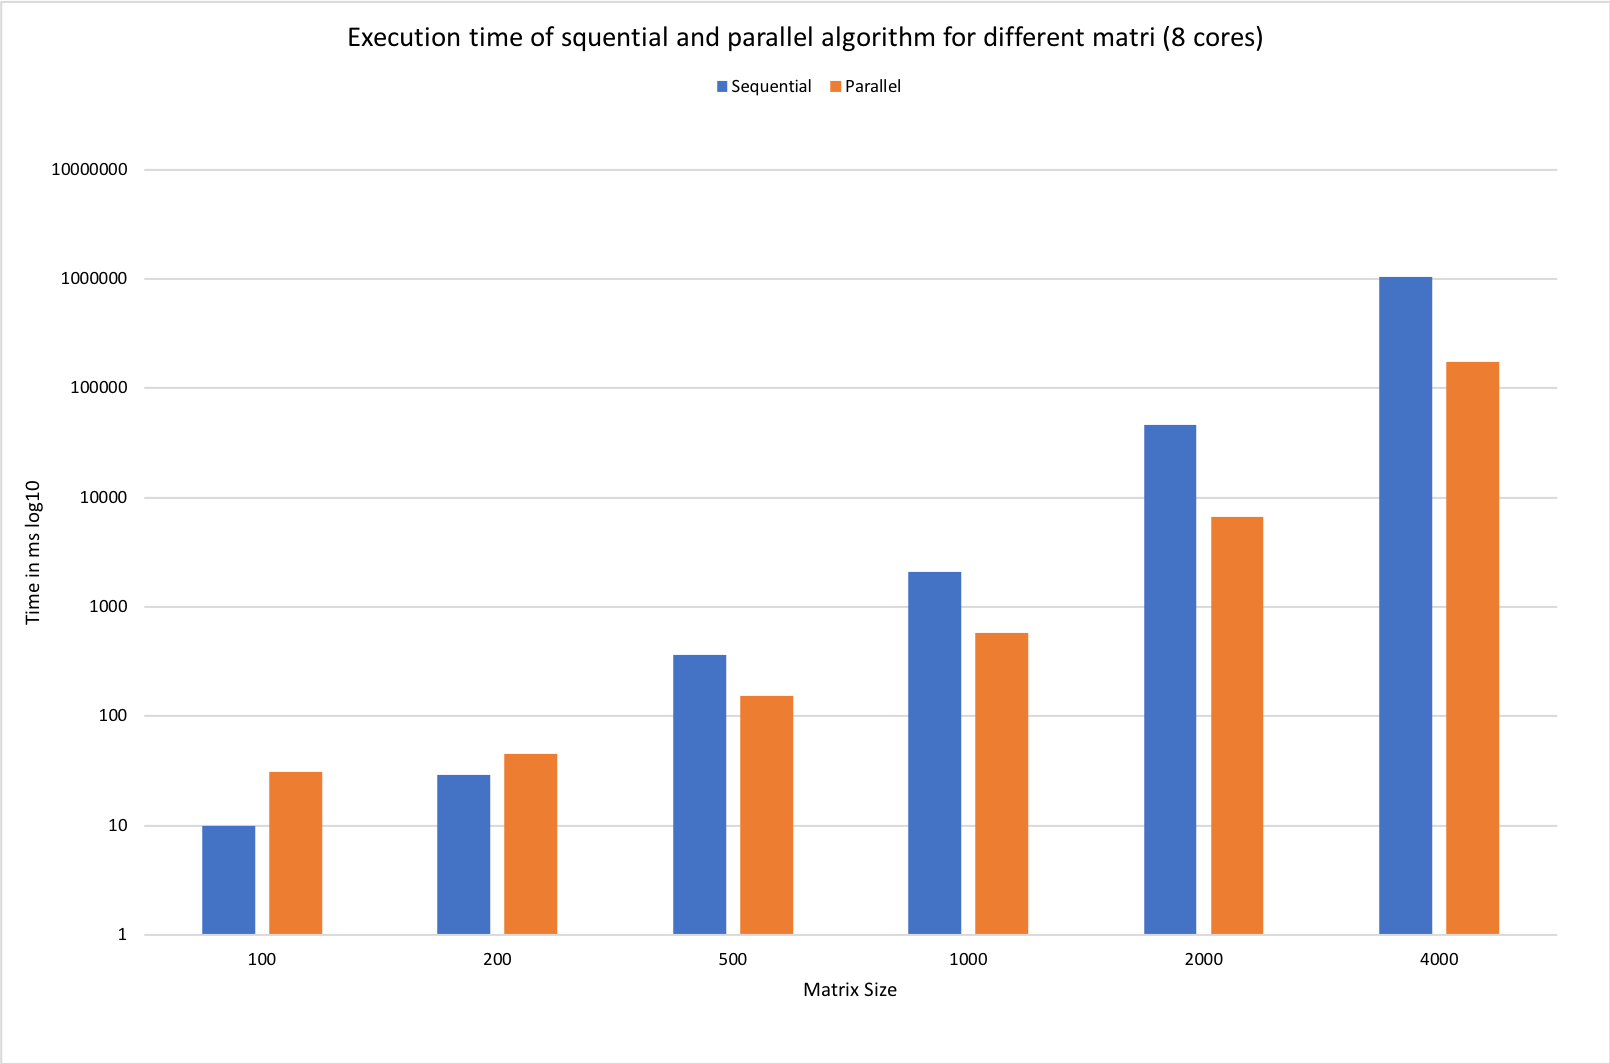 Execution time of squential and parallel algorithm for different matri (8 cores)
Sequential Parallel
10000000
1000000
100000
10000
1000
100
10
1
Time in ms log10
100 200 500 1000 2000 4000
Matrix Size